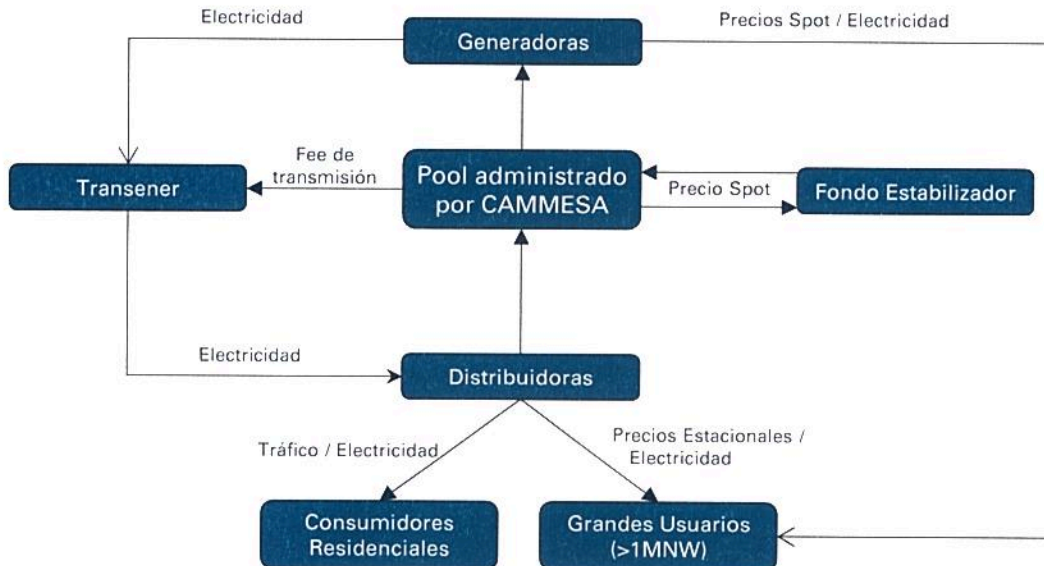 Electricidad
Generadoras
Precios Spot / Electricidad
Transener
Fee de
transmisión
Pool administrado
por CAMMESA
Precio Spot
Fondo Estabilizador
Electricidad
Distribuidoras
Tráfico / Electricidad
Precios Estacionales /
Electricidad
Consumidores
Residenciales
Grandes Usuarios
(>1MNW)